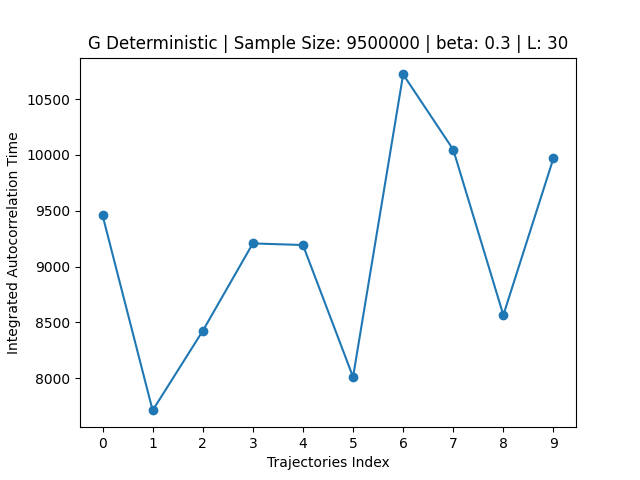 G Deterministic | Sample Size: 9500000 | beta: 0.3 | L: 30
Integrated Autocorrelation Time
10500
10000
9500
9000
8500
8000
0 1 2 3 4 5 6 7 8 9
Trajectories Index